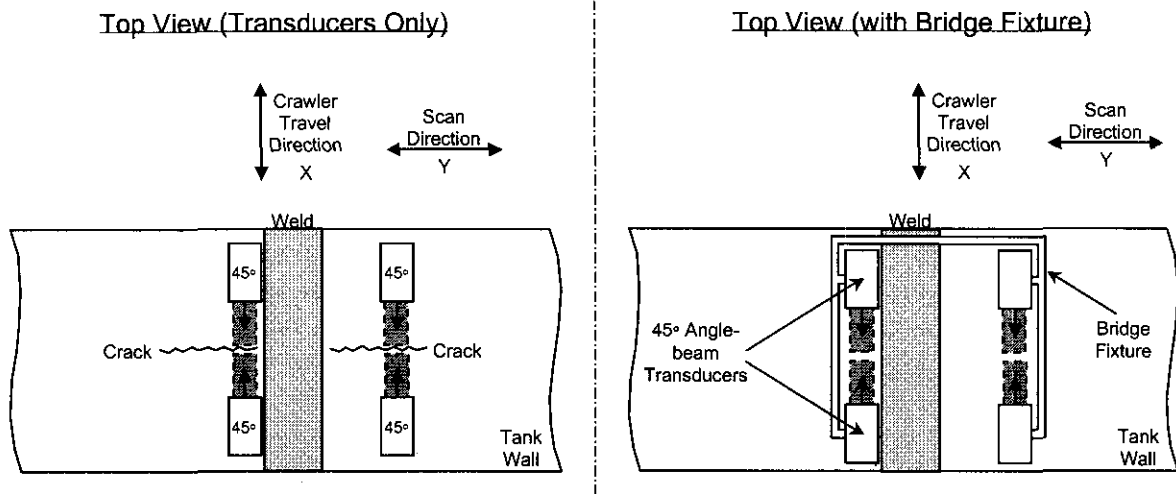 Top View (Transducers Only)
Crawler
Travel
Direction
X
Scan
Direction
Y
Weld
45°
45°
Crack
Crack
45°
45°
Tank
Wall
Top View (with Bridge Fixture)
Crawler
Travel
Direction
X
Scan
Direction
Y
Weld
45° Angle-
beam
Transducers
Bridge
Fixture
Tank
Wall